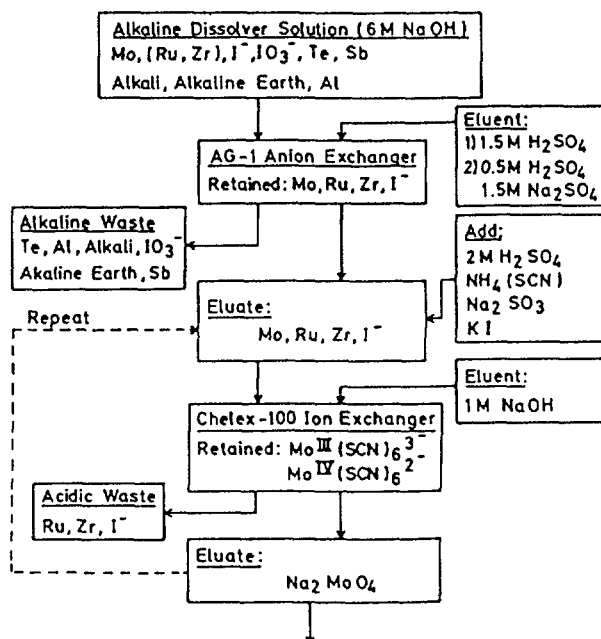 Alkaline Dissolver Solution (6 M NaOH)
Mo, (Ru, Zr), I⁻, IO₃⁻, Te, Sb
Alkali, Alkaline Earth, Al
Eluent:
1) 1.5M H₂SO₄
2) 0.5M H₂SO₄
1.5M Na₂SO₄
AG-1 Anion Exchanger
Retained: Mo, Ru, Zr, I⁻
Alkaline Waste
Te, Al, Alkali, IO₃⁻
Akaline Earth, Sb
Add:
2M H₂SO₄
NH₄(SCN)
Na₂SO₃
KI
Repeat
Eluate:
Mo, Ru, Zr, I⁻
Eluent:
1M NaOH
Chelex-100 Ion Exchanger
Retained: Mo^III(SCN)₆³⁻
Mo^IV(SCN)₆²⁻
Acidic Waste
Ru, Zr, I⁻
Eluate:
Na₂MoO₄